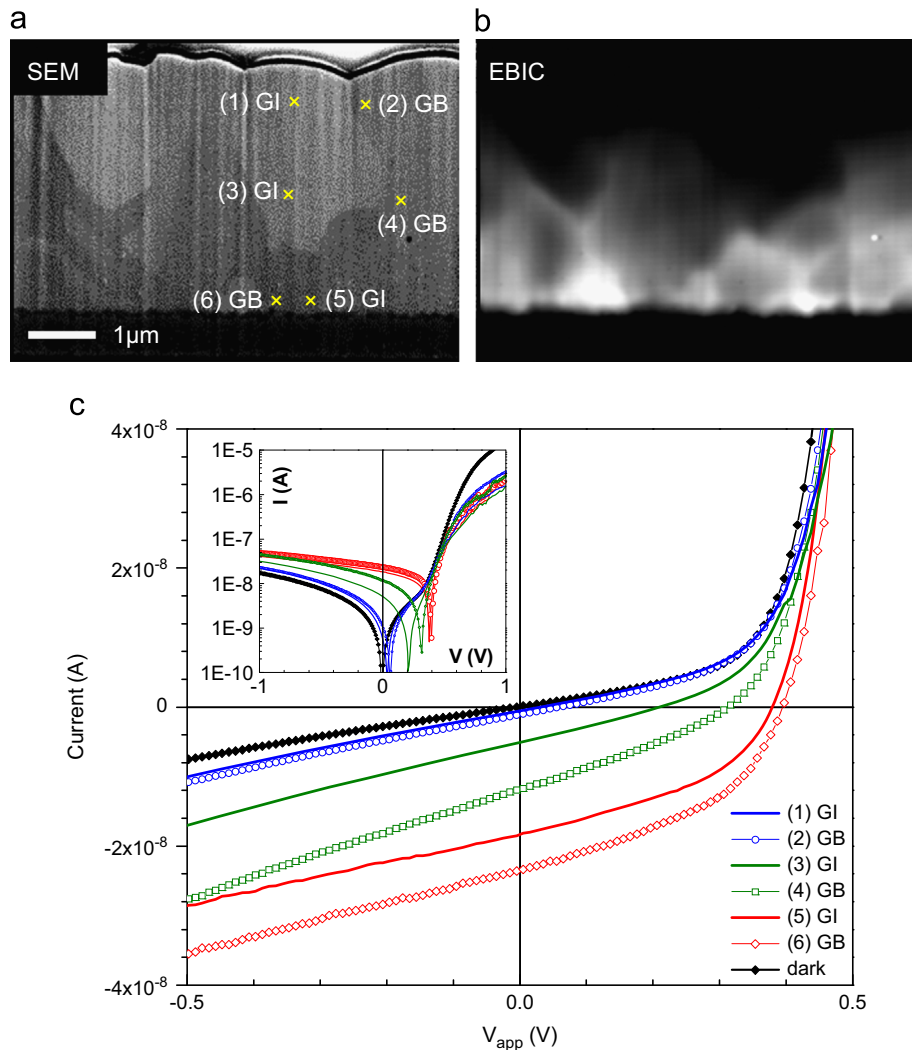 a
b
SEM
EBIC
(1) GI
(2) GB
(3) GI
(4) GB
(6) GB
(5) GI
1µm
c
4x10⁻⁸
2x10⁻⁸
0
-2x10⁻⁸
-4x10⁻⁸
Current (A)
-0.5
0.0
0.5
V_app (V)
1E-5
1E-6
1E-7
1E-8
1E-9
1E-10
I (A)
V (V)
-1
0
1
(1) GI
(2) GB
(3) GI
(4) GB
(5) GI
(6) GB
dark